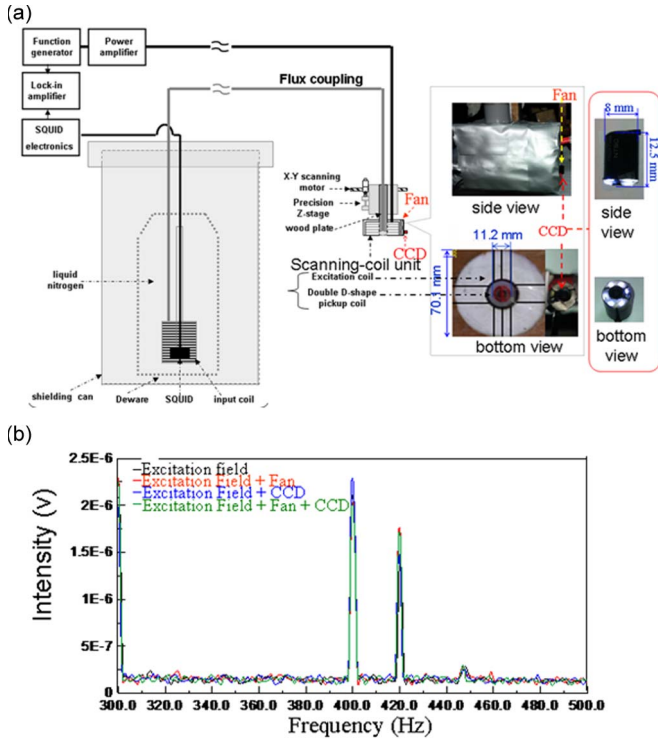 (a)
Function
generator
Power
amplifier
Lock-in
amplifier
SQUID
electronics
Flux coupling
X-Y scanning
motor
Precision
Z-stage
wood plate
Fan
CCD
Scanning-coil unit
Excitation coil
Double D-shape
pickup coil
liquid
nitrogen
shielding can
Deware
SQUID
input coil
Fan
side view
CCD
11.2 mm
70.1 mm
bottom view
8 mm
12.5 mm
side
view
bottom
view
(b)
Intensity (v)
2.5E-6
2E-6
1.5E-6
1E-6
5E-7
0
Excitation field
Excitation Field + Fan
Excitation Field + CCD
Excitation Field + Fan + CCD
300.0 320.0 340.0 360.0 380.0 400.0 420.0 440.0 460.0 480.0 500.0
Frequency (Hz)